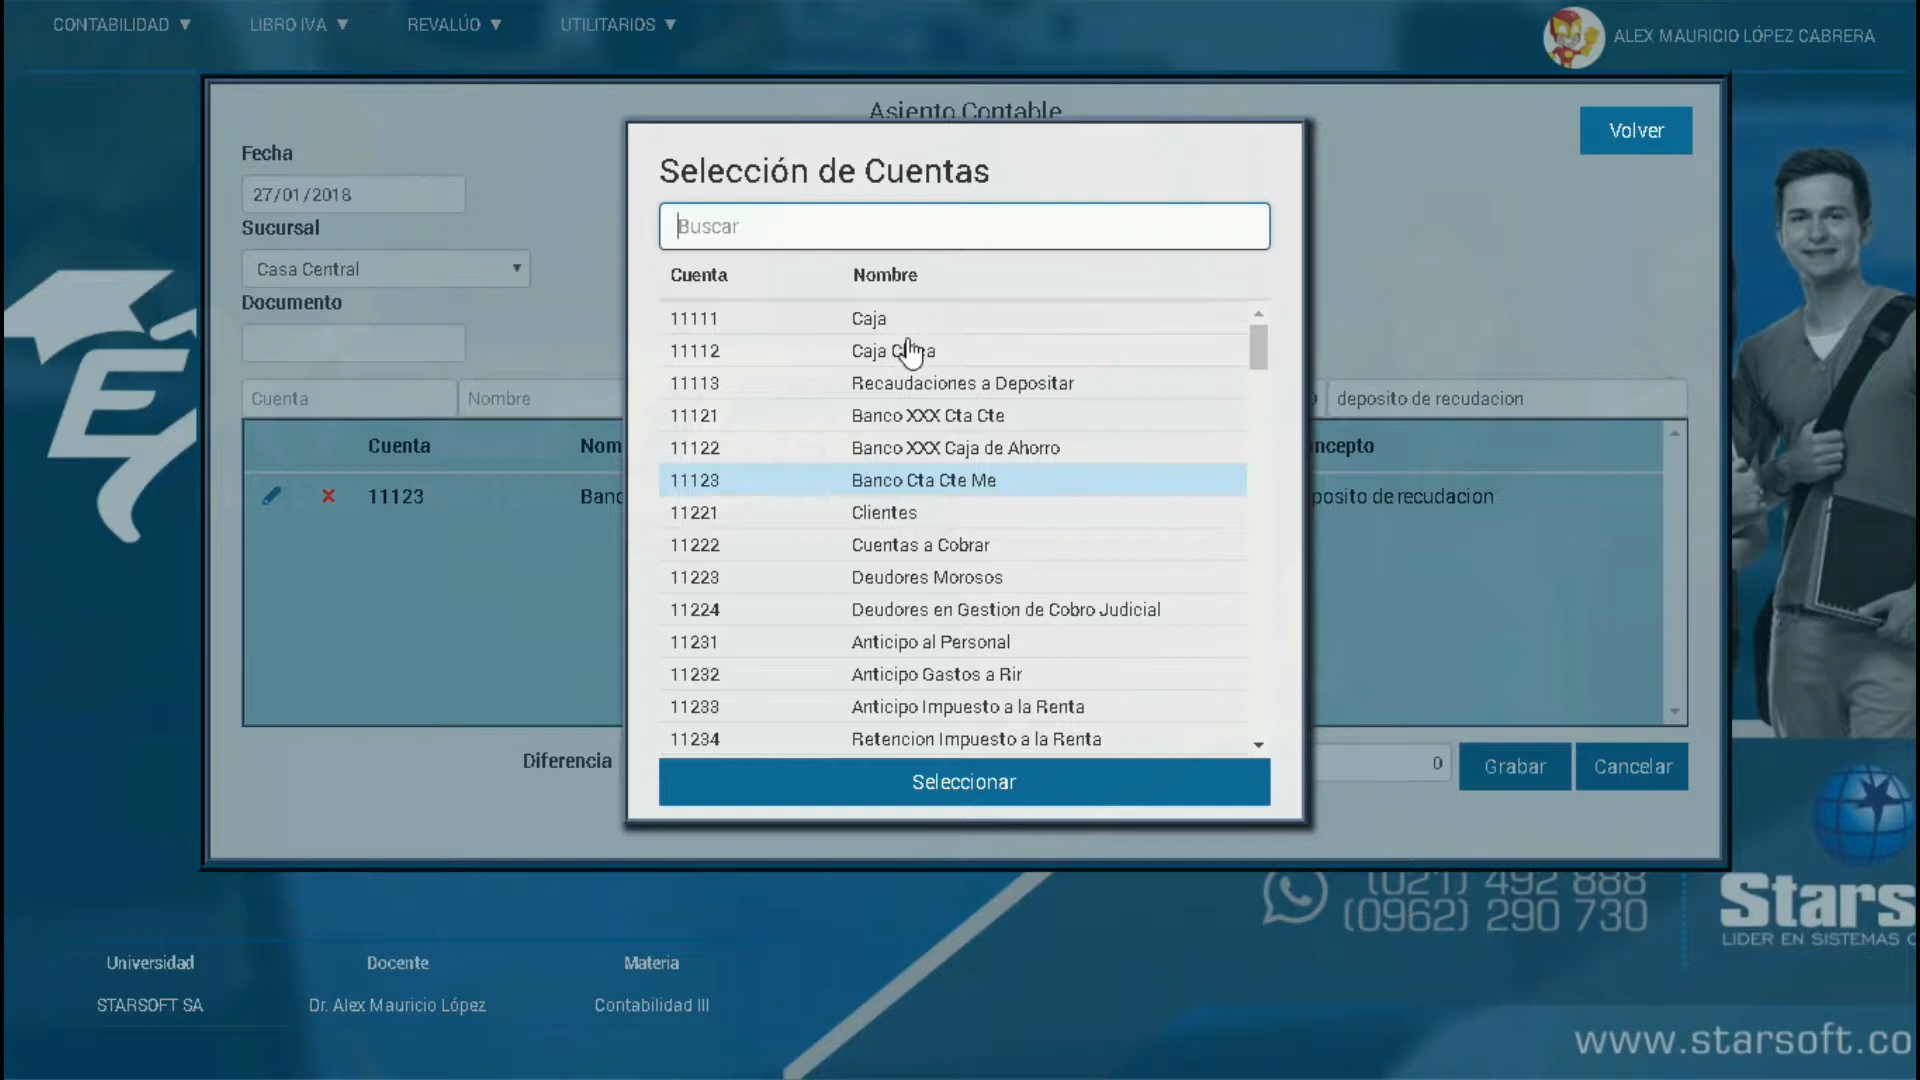 CONTABILIDAD ▼ LIBRO IVA ▼ REVALÚO ▼ UTILITARIOS ▼
ALEX MAURICIO LÓPEZ CABRERA
Asiento Contable
Volver
Fecha
27/01/2018
Sucursal
Casa Central
Documento
Cuenta Nombre
deposito de recudacion
Cuenta
11123
Selección de Cuentas
Buscar
Cuenta Nombre
11111 Caja
11112 Caja
11113 Recaudaciones a Depositar
11121 Banco XXX Cta Cte
11122 Banco XXX Caja de Ahorro
11123 Banco Cta Cte Me
11221 Clientes
11222 Cuentas a Cobrar
11223 Deudores Morosos
11224 Deudores en Gestion de Cobro Judicial
11231 Anticipo al Personal
11232 Anticipo Gastos a Rir
11233 Anticipo Impuesto a la Renta
11234 Retencion Impuesto a la Renta
Seleccionar
de recudacion
Diferencia
0
Grabar Cancelar
(021) 492 888
(0962) 290 730
Stars
LIDER EN SISTEMAS
Universidad Docente Materia
STARSOFT SA Dr. Alex Mauricio López Contabilidad III
www.starsoft.co